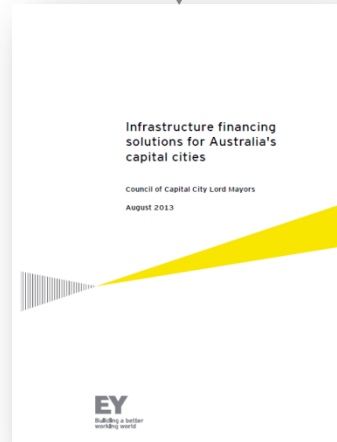 Infrastructure financing
solutions for Australia's
capital cities
Council of Capital City Lord Mayors
August 2013
EY
Building a better
working world